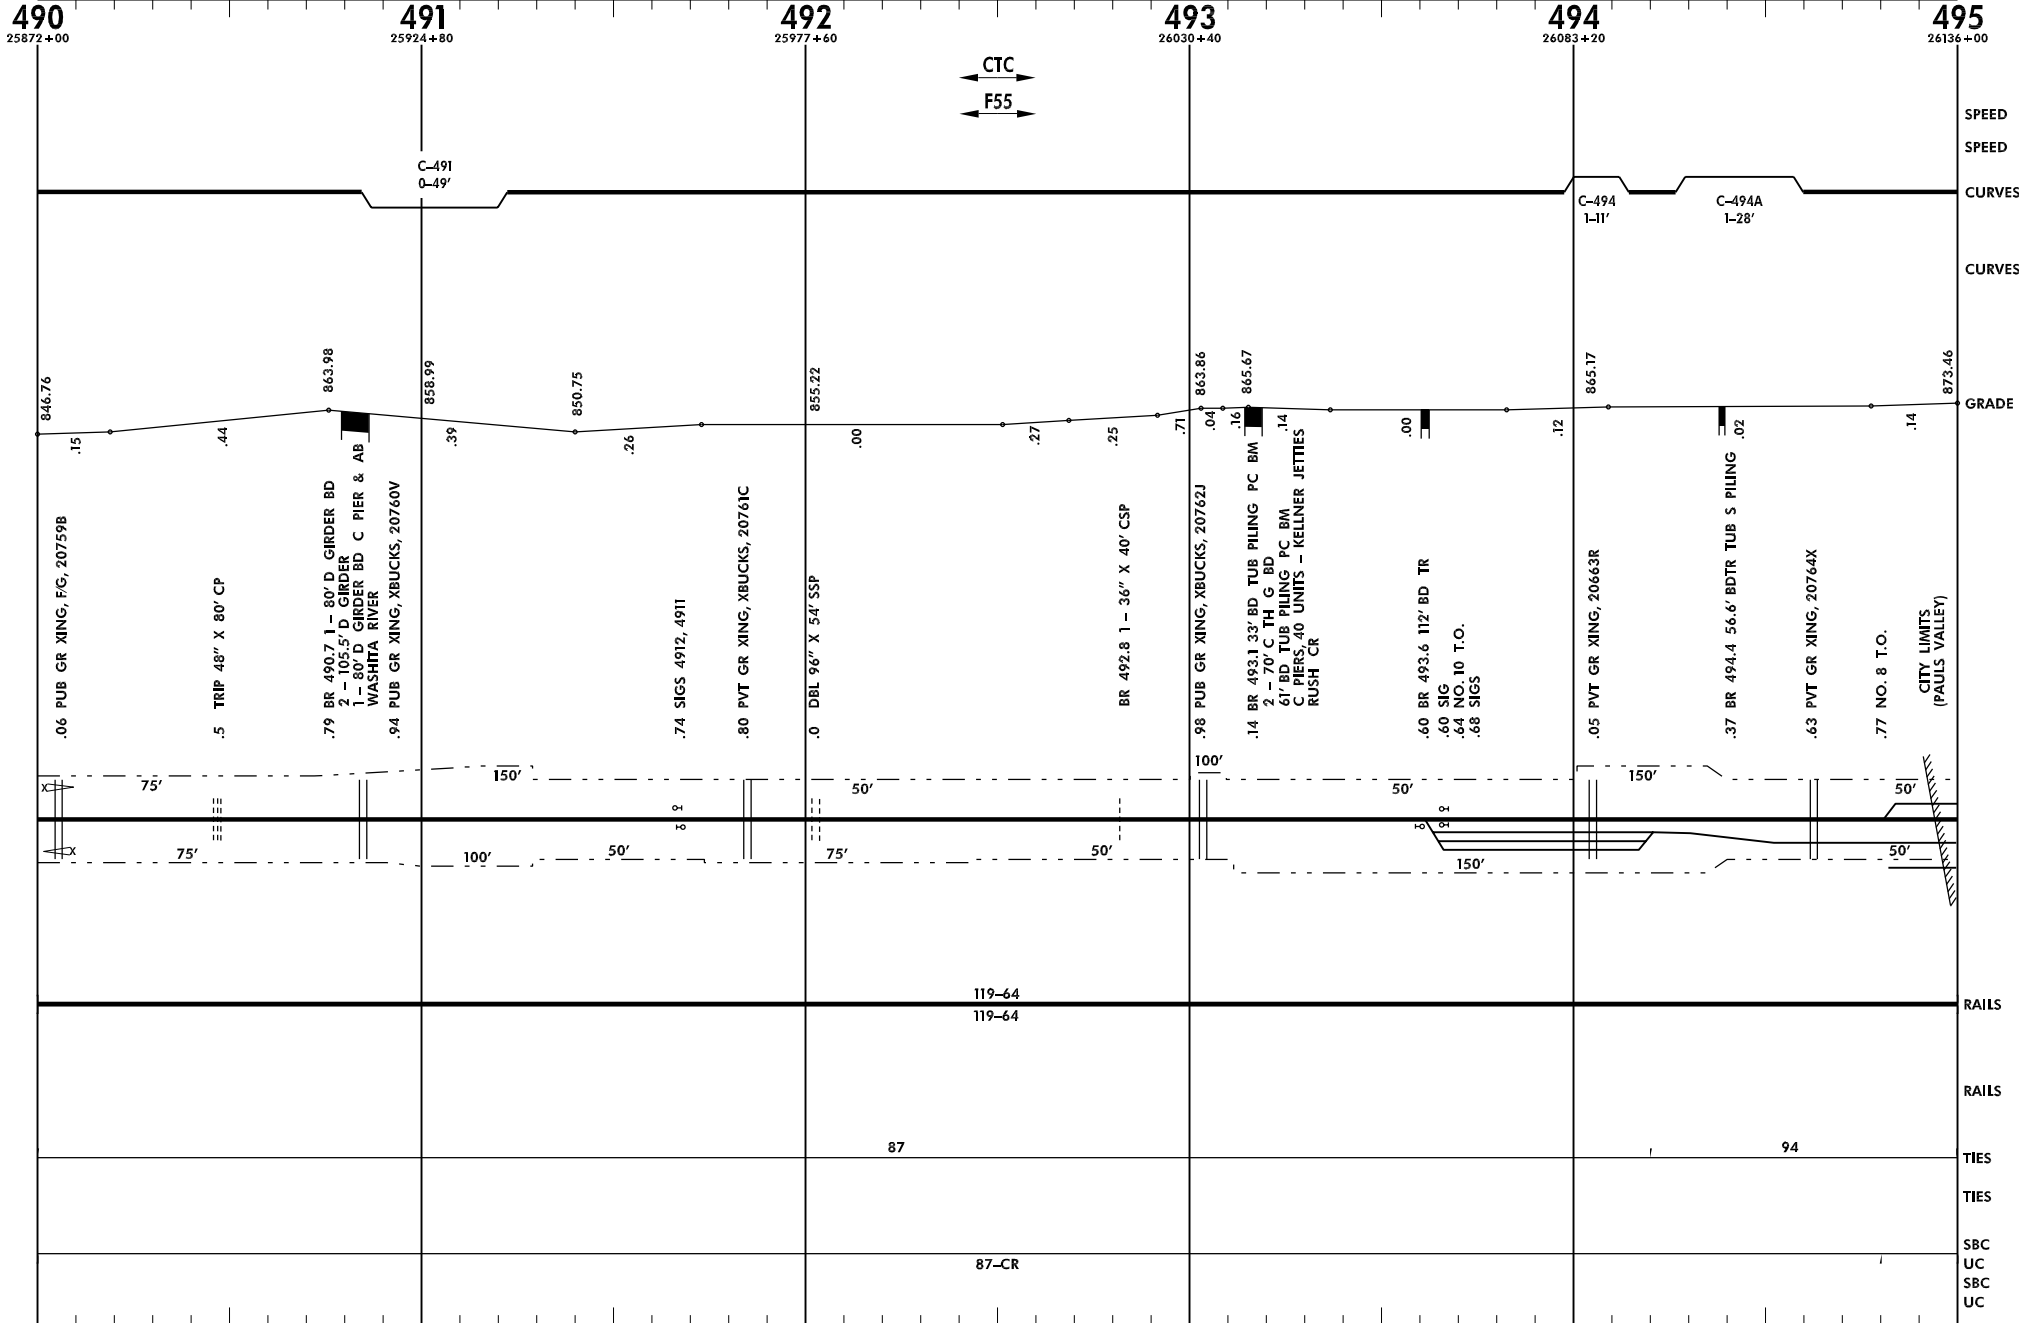 490
491
492
493
494
495
25872+00
25924+80
25977+60
26030+40
26083+20
26136+00
CTC
F55
SPEED
SPEED
C-491
0-49'
CURVES
C-494
1-11'
C-494A
1-28'
CURVES
846.76
863.98
858.99
850.75
855.22
863.86
865.67
865.17
873.46
GRADE
.15
.44
.39
.26
.00
.27
.25
.71
.04
.16
.14
.00
.12
.02
.14
.06 PUB GR XING, F/G, 20759B
.5 TRIP 48" X 80' CP
.79 BR 490.7 1 - 80' D GIRDER BD
2 - 105.5' D GIRDER
1 - 80' D GIRDER BD C PIER & AB
WASHITA RIVER
.94 PUB GR XING, XBUCKS, 20760V
.74 SIGS 4912, 4911
.80 PVT GR XING, XBUCKS, 20761C
.0 DBL 96" X 54' SSP
BR 492.8 1 - 36" X 40' CSP
.98 PUB GR XING, XBUCKS, 20762J
.14 BR 493.1 33' BD TUB PILING PC BM
2 - 70' C TH G BD
61' BD TUB PILING PC BM
C PIERS, 40 UNITS - KELLNER JETTIES
RUSH CR
.60 BR 493.6 112' BD TR
.60 SIG
.64 NO. 10 T.O.
.68 SIGS
.05 PVT GR XING, 20663R
.37 BR 494.4 56.6' BDTR TUB S PILING
.63 PVT GR XING, 20764X
.77 NO. 8 T.O.
CITY LIMITS
(PAULS VALLEY)
75'
150'
50'
100'
50'
150'
50'
X
X
75'
100'
50'
75'
50'
150'
50'
119-64
RAILS
119-64
RAILS
87
94
TIES
TIES
SBC
87-CR
UC
SBC
UC